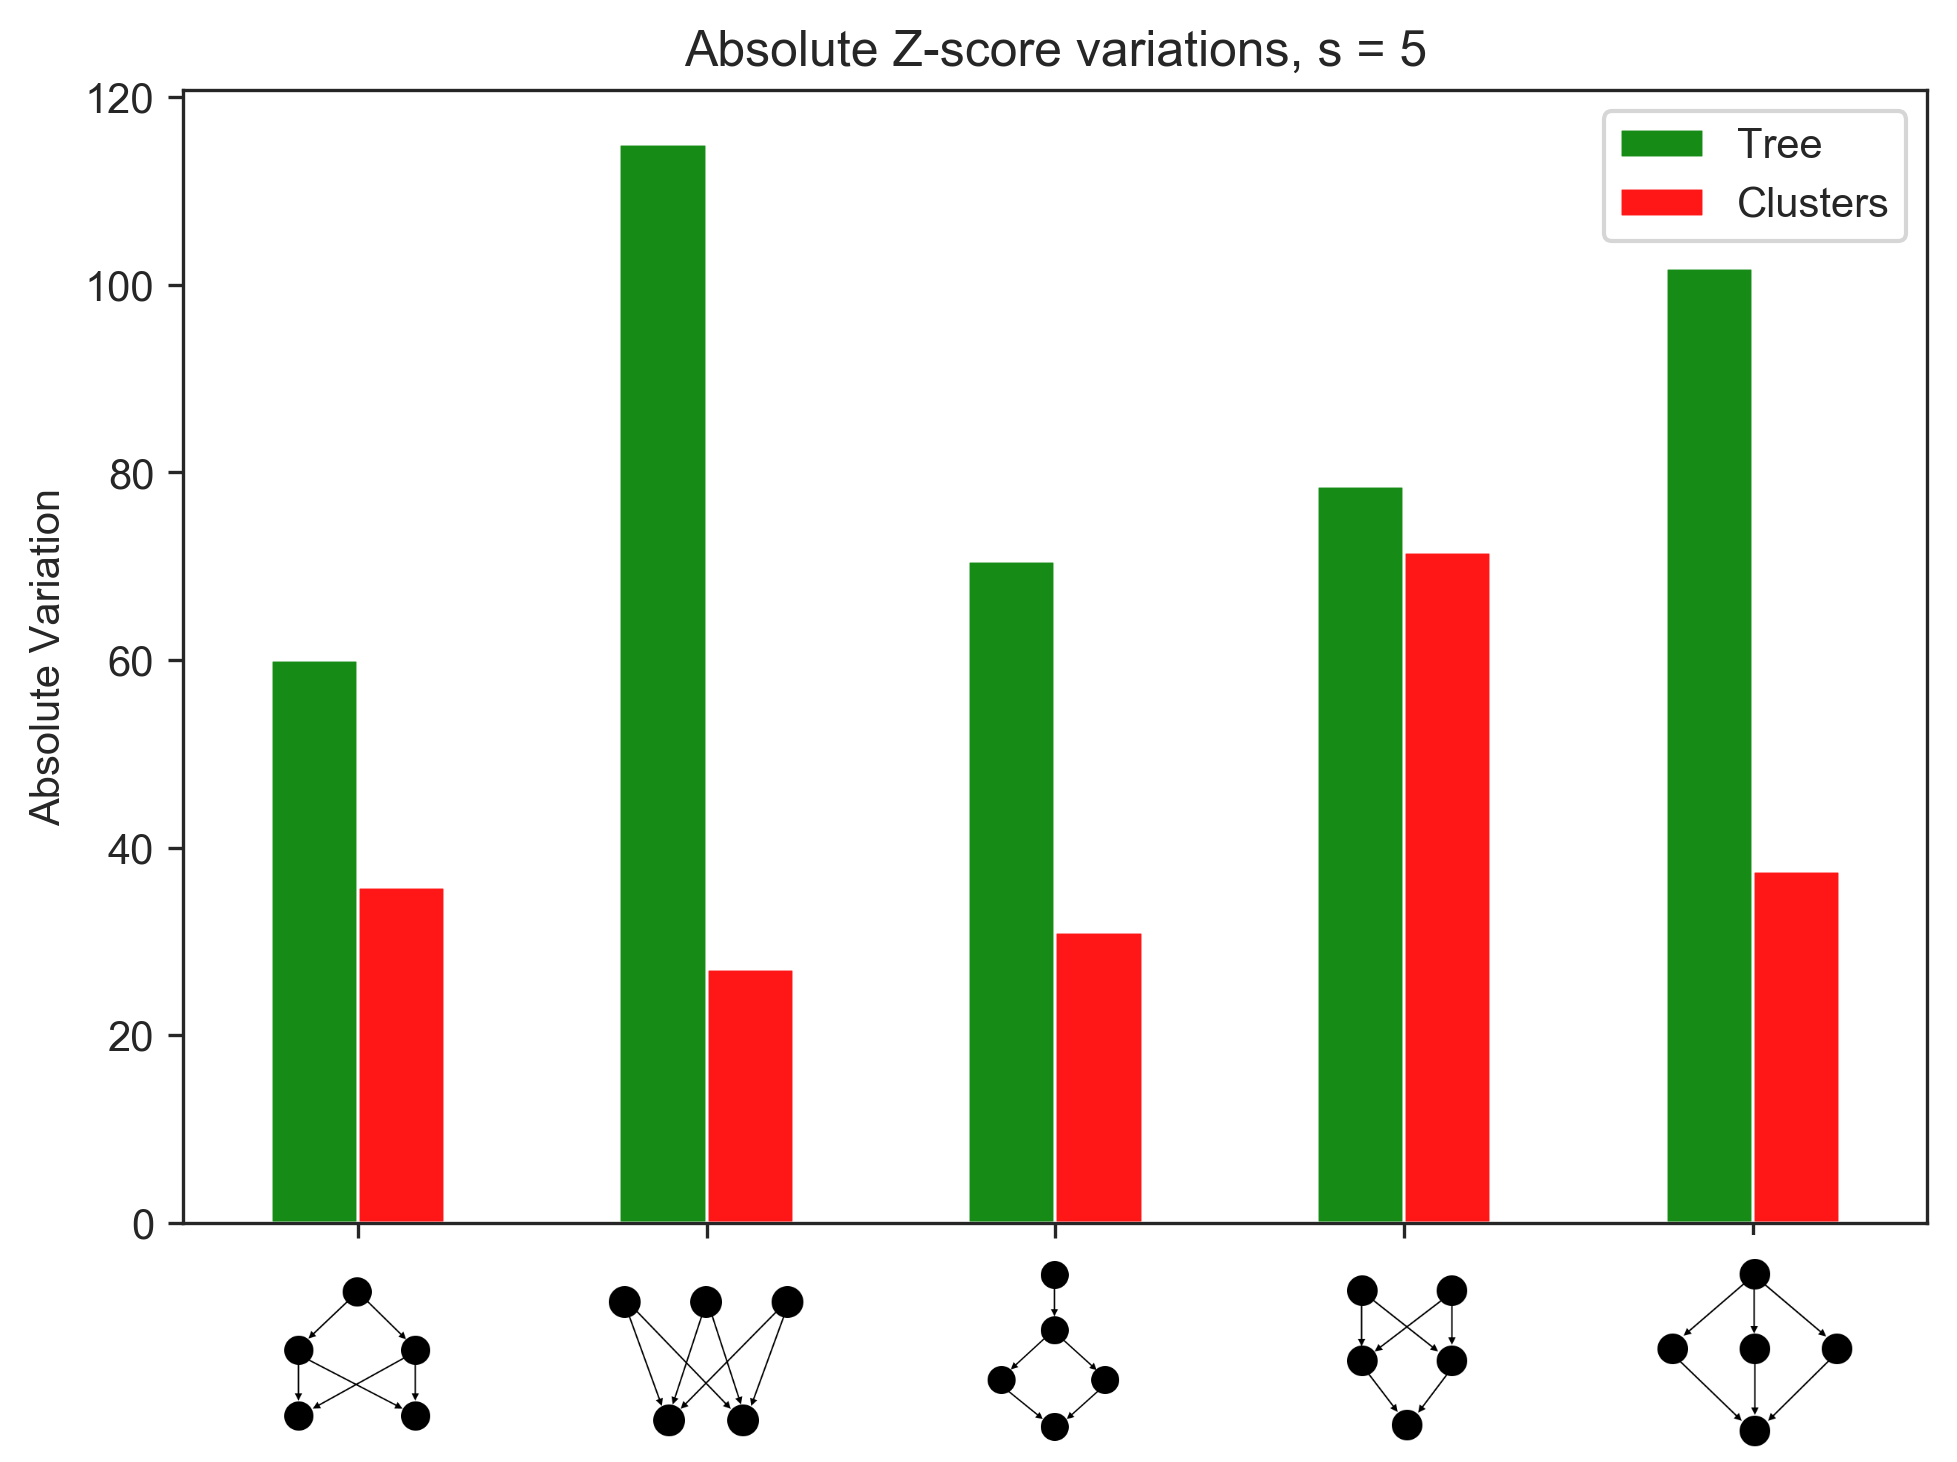 Absolute Z-score variations, s = 5
Tree
Clusters
Absolute Variation
120
100
80
60
40
20
0